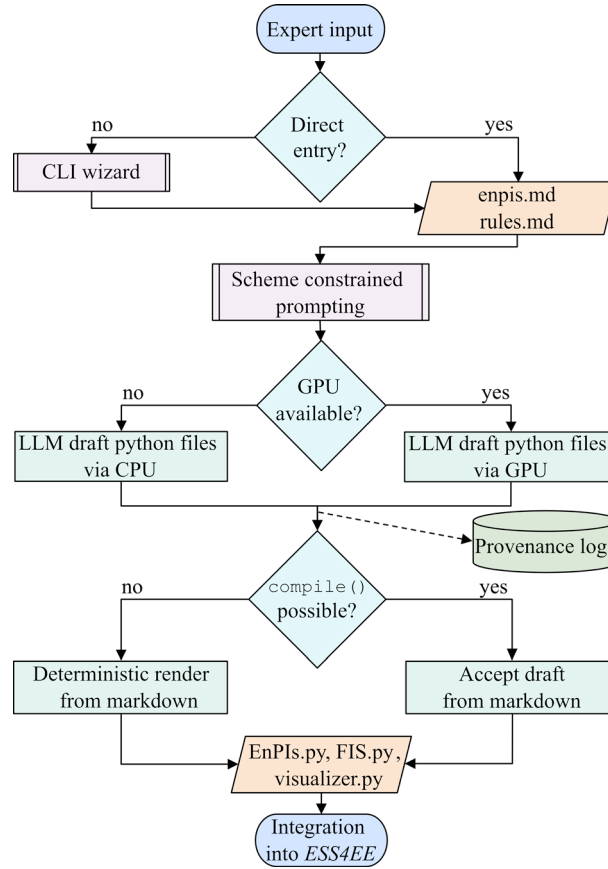 Expert input
Direct
entry?
no
yes
CLI wizard
enpis.md
rules.md
Scheme constrained
prompting
GPU
available?
no
yes
LLM draft python files
via CPU
LLM draft python files
via GPU
Provenance log
compile()
possible?
no
yes
Deterministic render
from markdown
Accept draft
from markdown
EnPIs.py, FIS.py,
visualizer.py
Integration
into ESS4EE